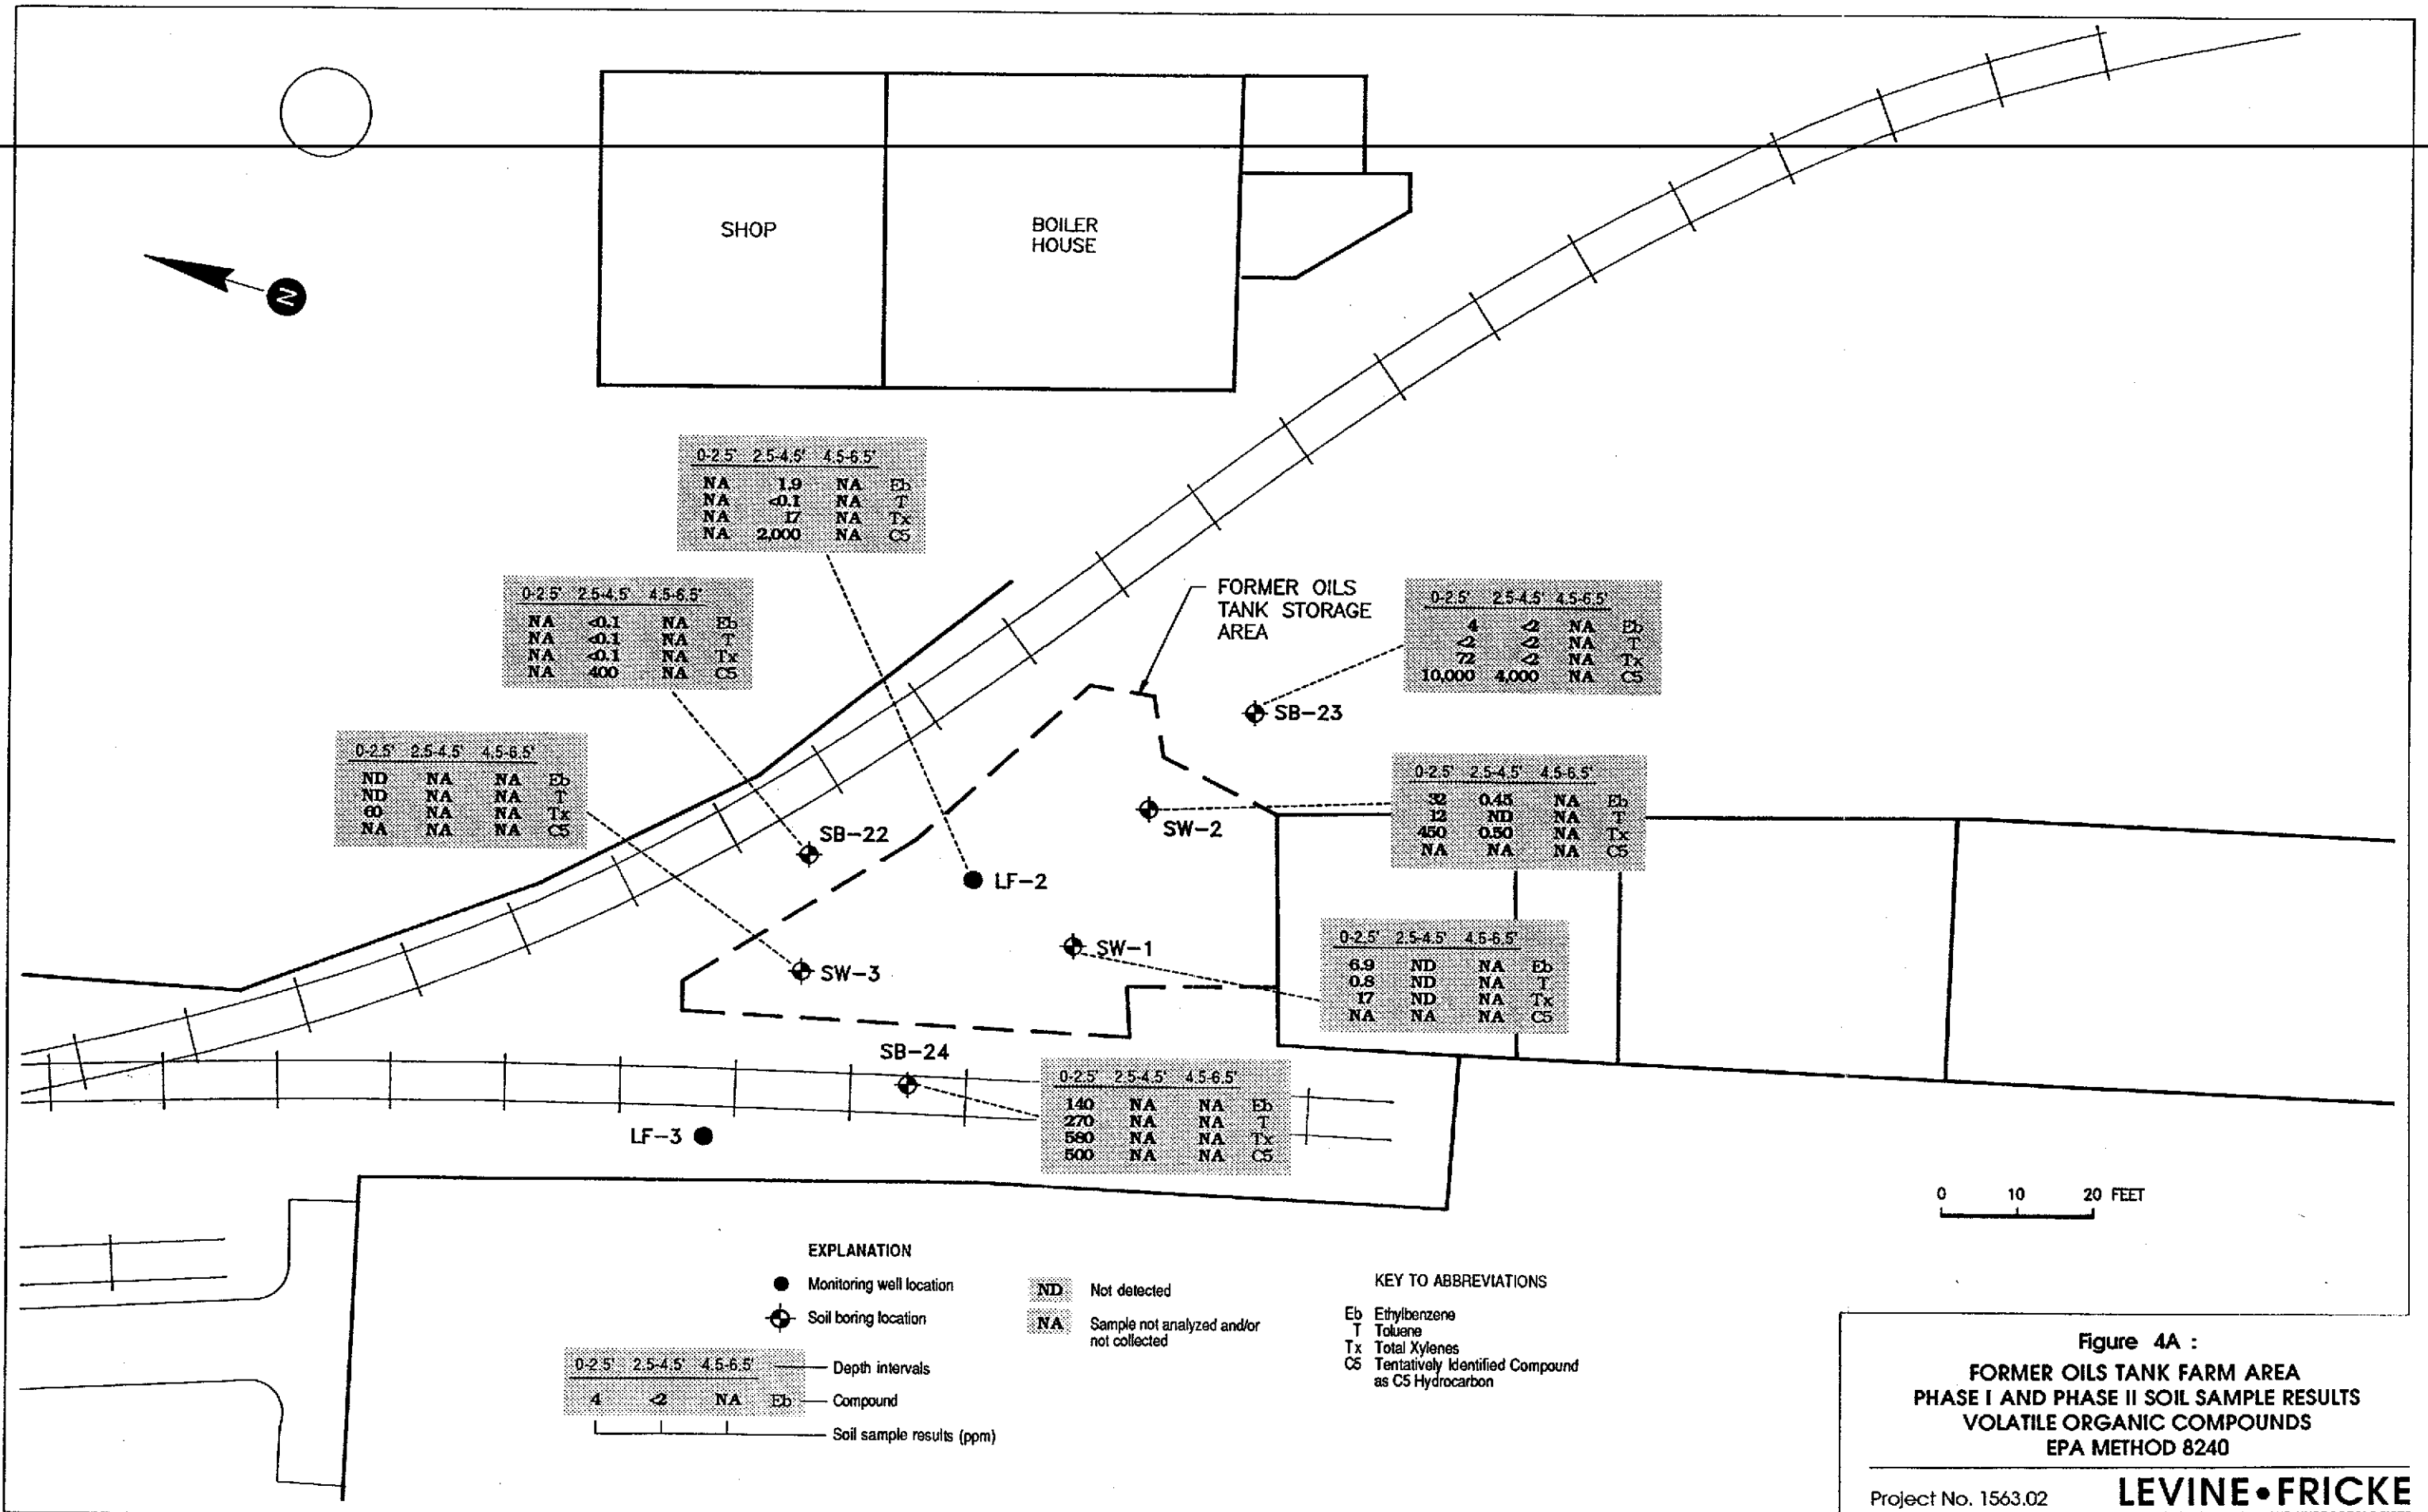 SHOP
BOILER
HOUSE
N
0-2.5' 2.5-4.5' 4.5-6.5'
NA 1.9 NA Eb
NA <0.1 NA T
NA 17 NA Tx
NA 2,000 NA C5
0-2.5' 2.5-4.5' 4.5-6.5'
NA <0.1 NA Eb
NA <0.1 NA T
NA <0.1 NA Tx
NA 400 NA C5
FORMER OILS
TANK STORAGE
AREA
0-2.5' 2.5-4.5' 4.5-6.5'
4 <2 NA Eb
<2 <2 NA T
72 <2 NA Tx
10,000 4,000 NA C5
SB-23
0-2.5' 2.5-4.5' 4.5-6.5'
ND NA NA Eb
ND NA NA T
60 NA NA Tx
NA NA NA C5
0-2.5' 2.5-4.5' 4.5-6.5'
32 0.45 NA Eb
12 ND NA T
450 0.50 NA Tx
NA NA NA C5
SW-2
SB-22
LF-2
SW-1
SW-3
0-2.5' 2.5-4.5' 4.5-6.5'
6.9 ND NA Eb
0.8 ND NA T
17 ND NA Tx
NA NA NA C5
SB-24
0-2.5' 2.5-4.5' 4.5-6.5'
140 NA NA Eb
270 NA NA T
580 NA NA Tx
500 NA NA C5
LF-3
0 10 20 FEET
EXPLANATION
Monitoring well location
Soil boring location
ND Not detected
NA Sample not analyzed and/or
not collected
0-2.5' 2.5-4.5' 4.5-6.5' Depth intervals
4 <2 NA Eb Compound
Soil sample results (ppm)
KEY TO ABBREVIATIONS
Eb Ethylbenzene
T Toluene
Tx Total Xylenes
C5 Tentatively Identified Compound
as C5 Hydrocarbon
Figure 4A :
FORMER OILS TANK FARM AREA
PHASE I AND PHASE II SOIL SAMPLE RESULTS
VOLATILE ORGANIC COMPOUNDS
EPA METHOD 8240
Project No. 1563.02
LEVINE•FRICKE